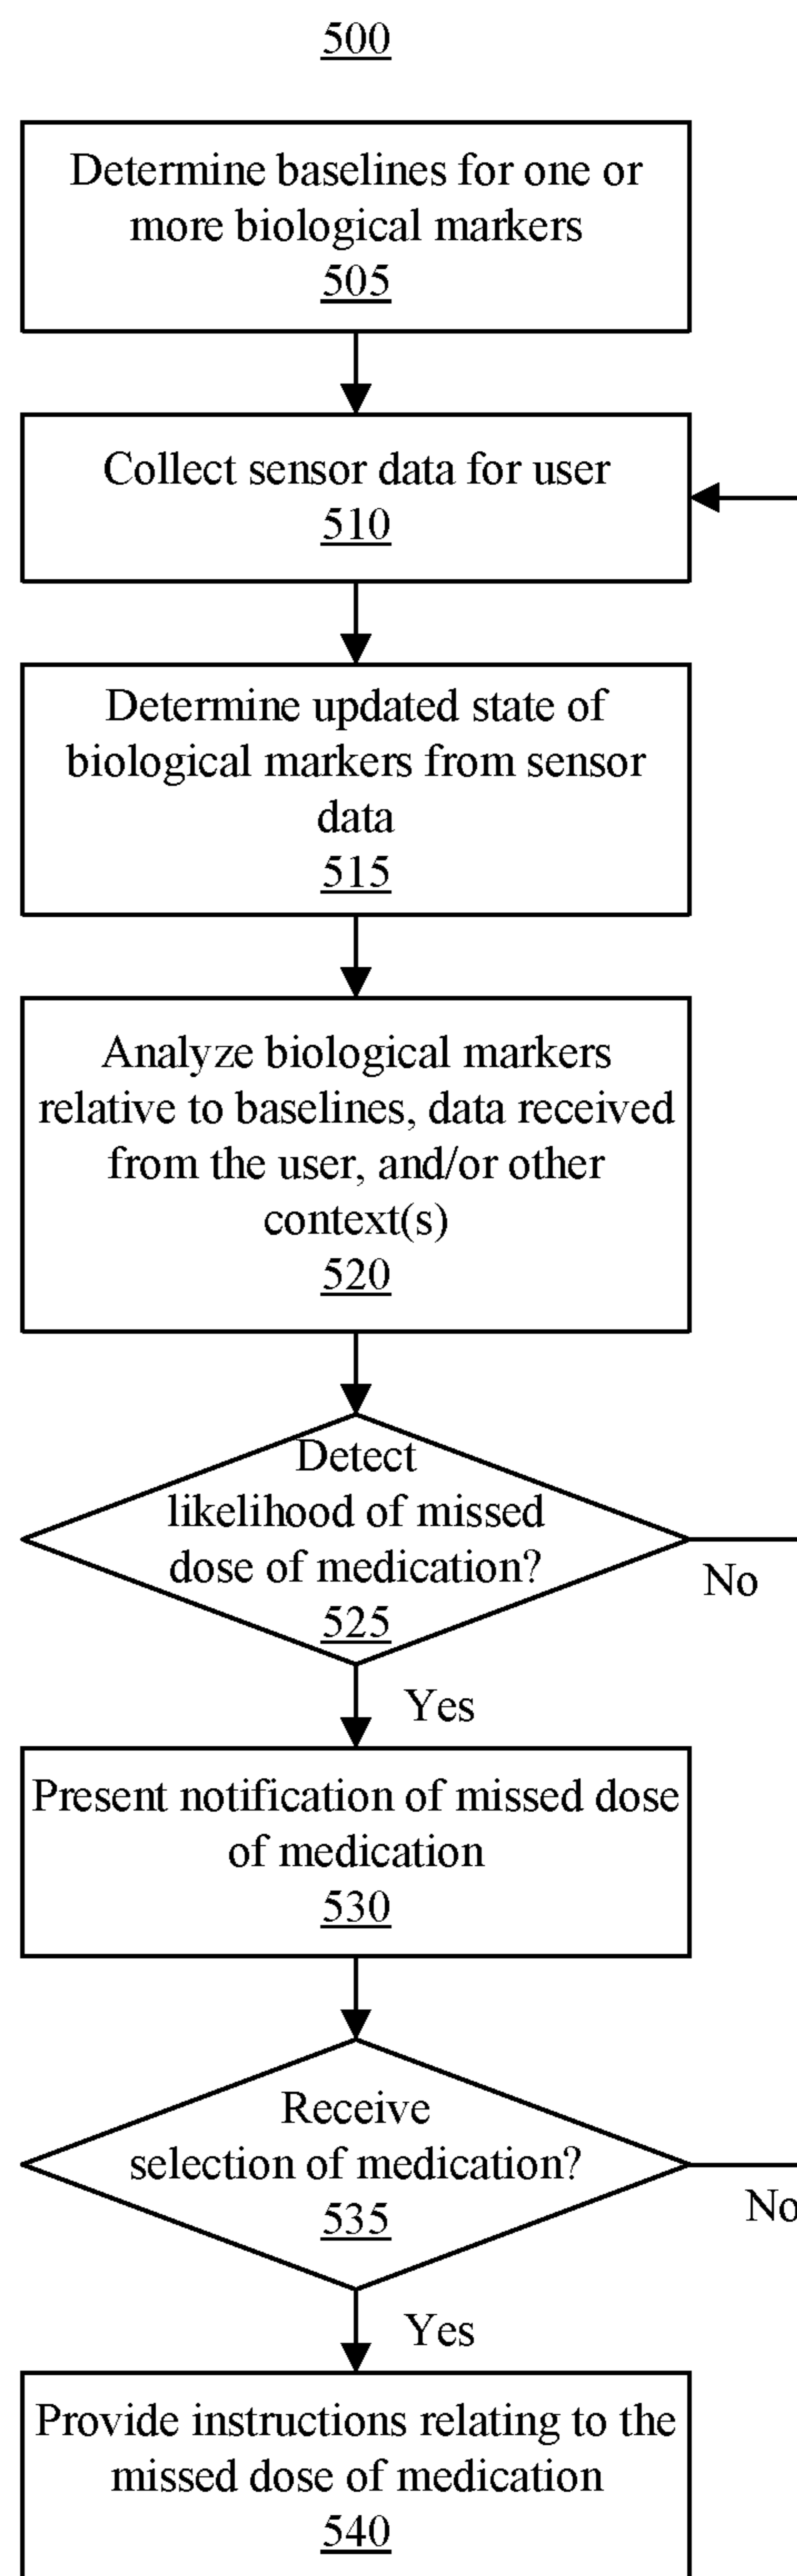 500
Determine baselines for one or
more biological markers
505
Collect sensor data for user
510
Determine updated state of
biological markers from sensor
data
515
Analyze biological markers
relative to baselines, data received
from the user, and/or other
context(s)
520
Detect
likelihood of missed
dose of medication?
525
No
Yes
Present notification of missed dose
of medication
530
Receive
selection of medication?
535
No
Yes
Provide instructions relating to the
missed dose of medication
540